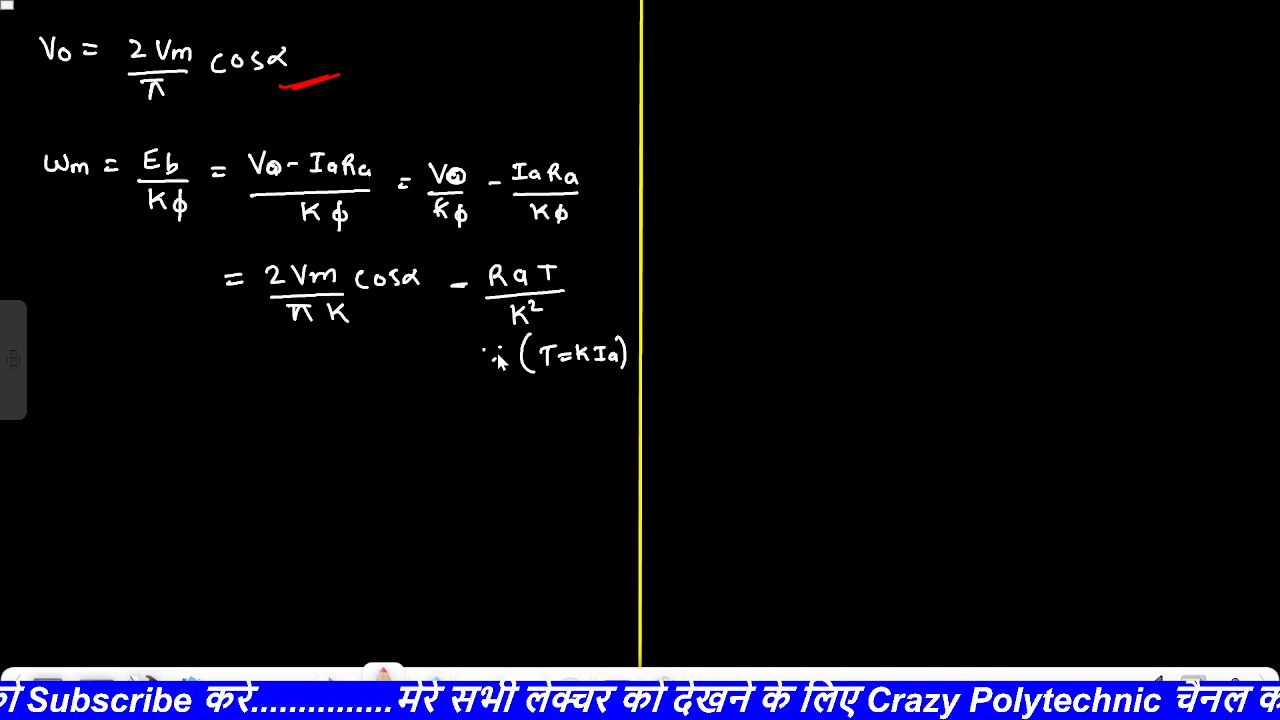 V0 = 2Vm/π cosα
ωm = Eb/Kϕ = V0 - IaRa/Kϕ = V0/Kϕ - IaRa/Kϕ
= 2Vm/πK cosα - RaT/K²
∵ (T=KIa)
को Subscribe करे...............मेरे सभी लेक्चर को देखने के लिए Crazy Polytechnic चैनल क